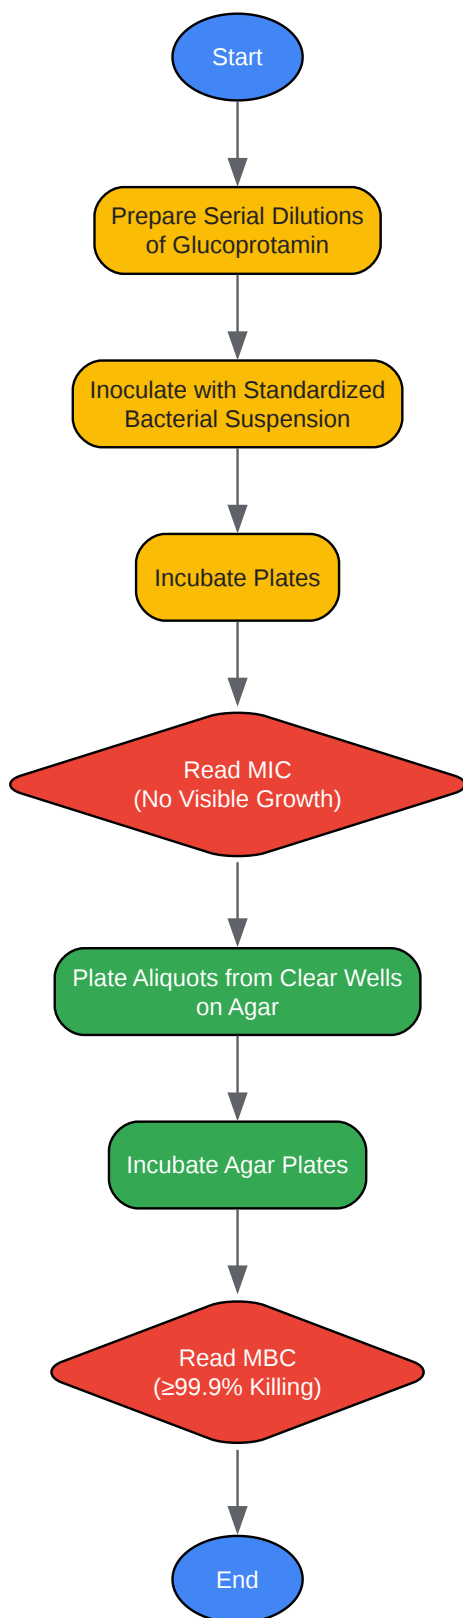 Start
Prepare Serial Dilutions
of Glucoprotamin
Inoculate with Standardized
Bacterial Suspension
Incubate Plates
Read MIC
(No Visible Growth)
Plate Aliquots from Clear Wells
on Agar
Incubate Agar Plates
Read MBC
(≥99.9% Killing)
End